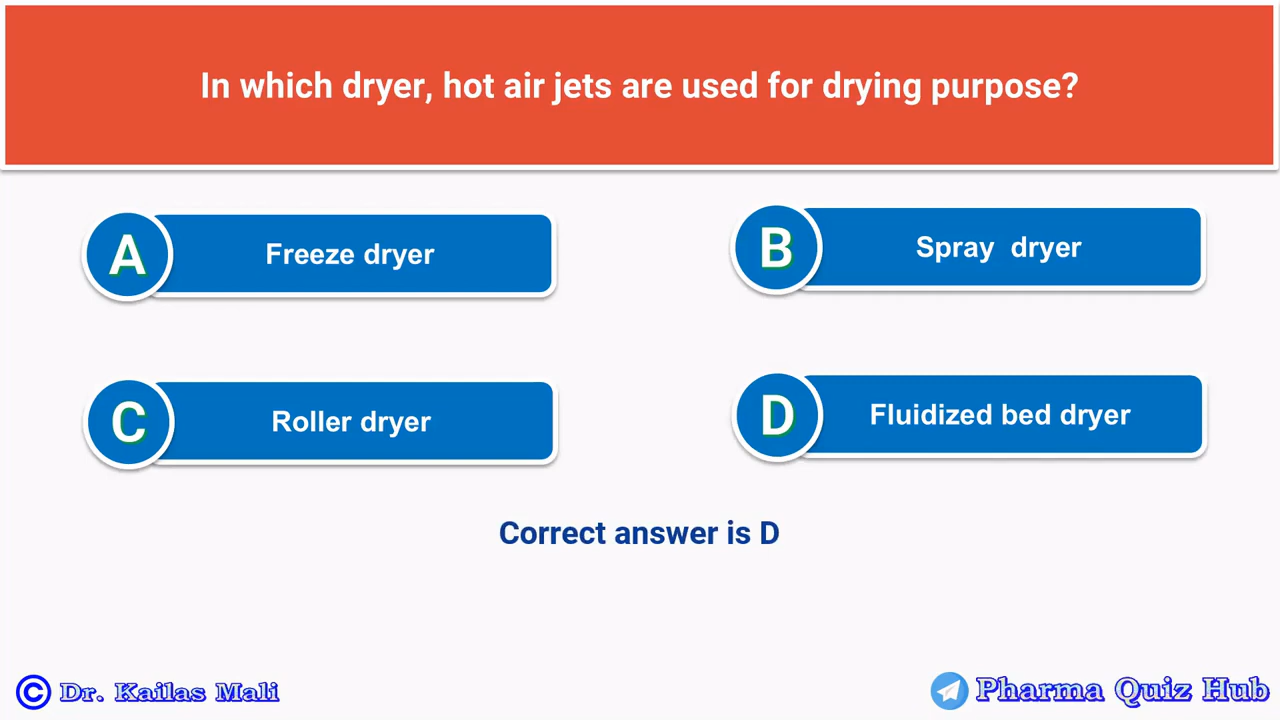 In which dryer, hot air jets are used for drying purpose?
A Freeze dryer
B Spray dryer
C Roller dryer
D Fluidized bed dryer
Correct answer is D
© Dr. Kailas Mali
Pharma Quiz Hub